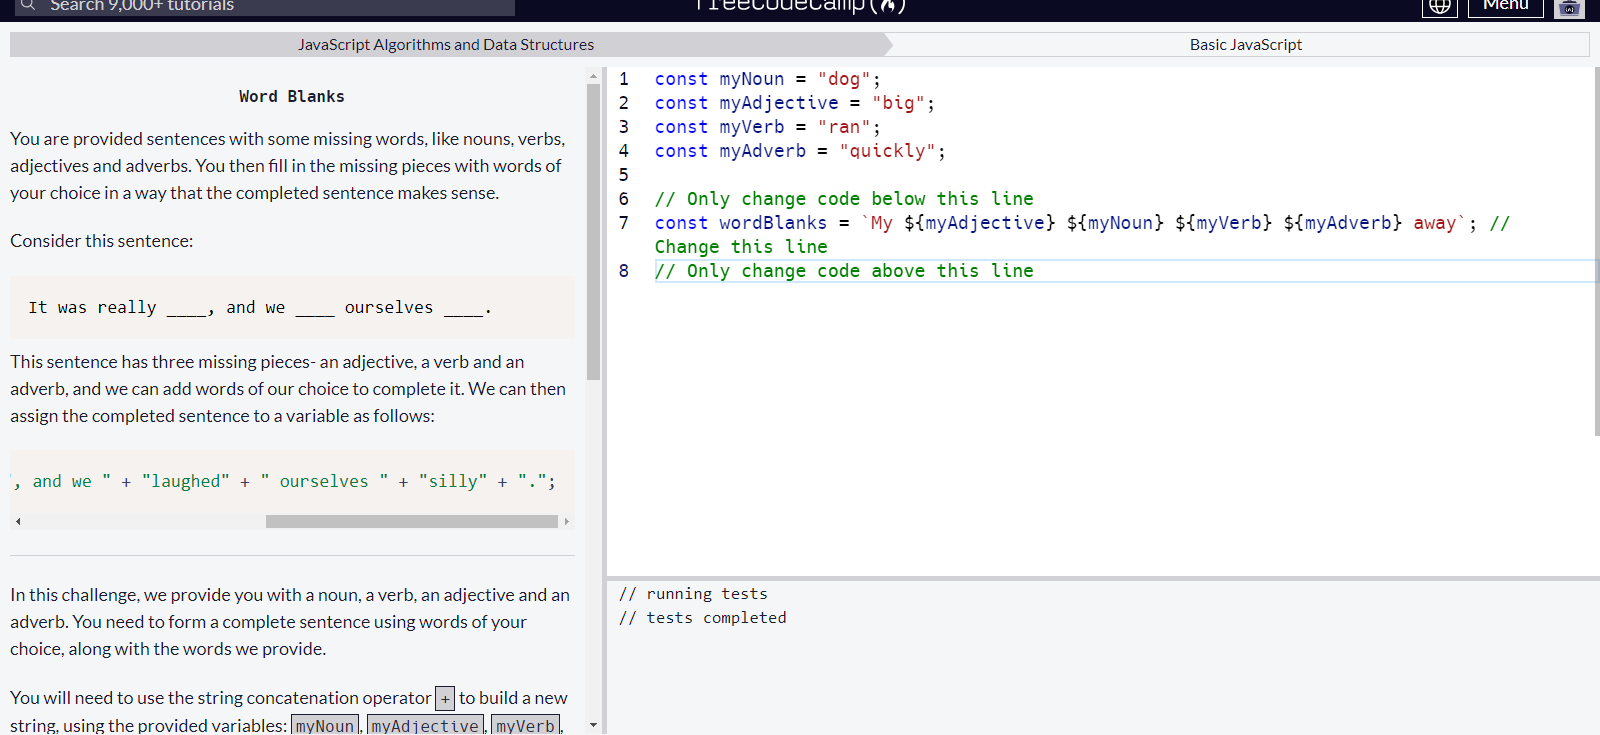 Search 9,000+ tutorials
freeCodeCamp
Menu
JavaScript Algorithms and Data Structures
Basic JavaScript
Word Blanks
You are provided sentences with some missing words, like nouns, verbs,
adjectives and adverbs. You then fill in the missing pieces with words of
your choice in a way that the completed sentence makes sense.
Consider this sentence:
It was really ____, and we ____ ourselves ____.
This sentence has three missing pieces- an adjective, a verb and an
adverb, and we can add words of our choice to complete it. We can then
assign the completed sentence to a variable as follows:
", and we " + "laughed" + " ourselves " + "silly" + ".";
In this challenge, we provide you with a noun, a verb, an adjective and an
adverb. You need to form a complete sentence using words of your
choice, along with the words we provide.
You will need to use the string concatenation operator + to build a new
string, using the provided variables: myNoun, myAdjective, myVerb,
1 const myNoun = "dog";
2 const myAdjective = "big";
3 const myVerb = "ran";
4 const myAdverb = "quickly";
5
6 // Only change code below this line
7 const wordBlanks = `My ${myAdjective} ${myNoun} ${myVerb} ${myAdverb} away`; //
Change this line
8 // Only change code above this line
// running tests
// tests completed